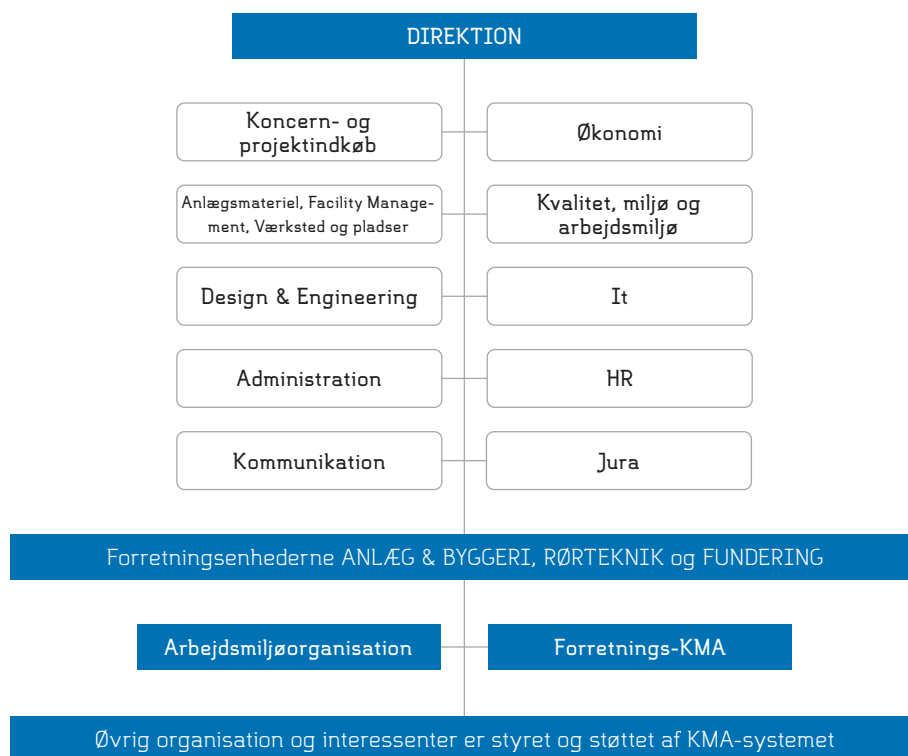 DIREKTION
Koncern- og
projektindkøb
Økonomi
Anlægsmateriel, Facility Manage-
ment, Værksted og pladser
Kvalitet, miljø og
arbejdsmiljø
Design & Engineering
It
Administration
HR
Kommunikation
Jura
Forretningsenhederne ANLÆG & BYGGERI, RØRTEKNIK og FUNDERING
Arbejdsmiljøorganisation
Forretnings-KMA
Øvrig organisation og interessenter er styret og støttet af KMA-systemet